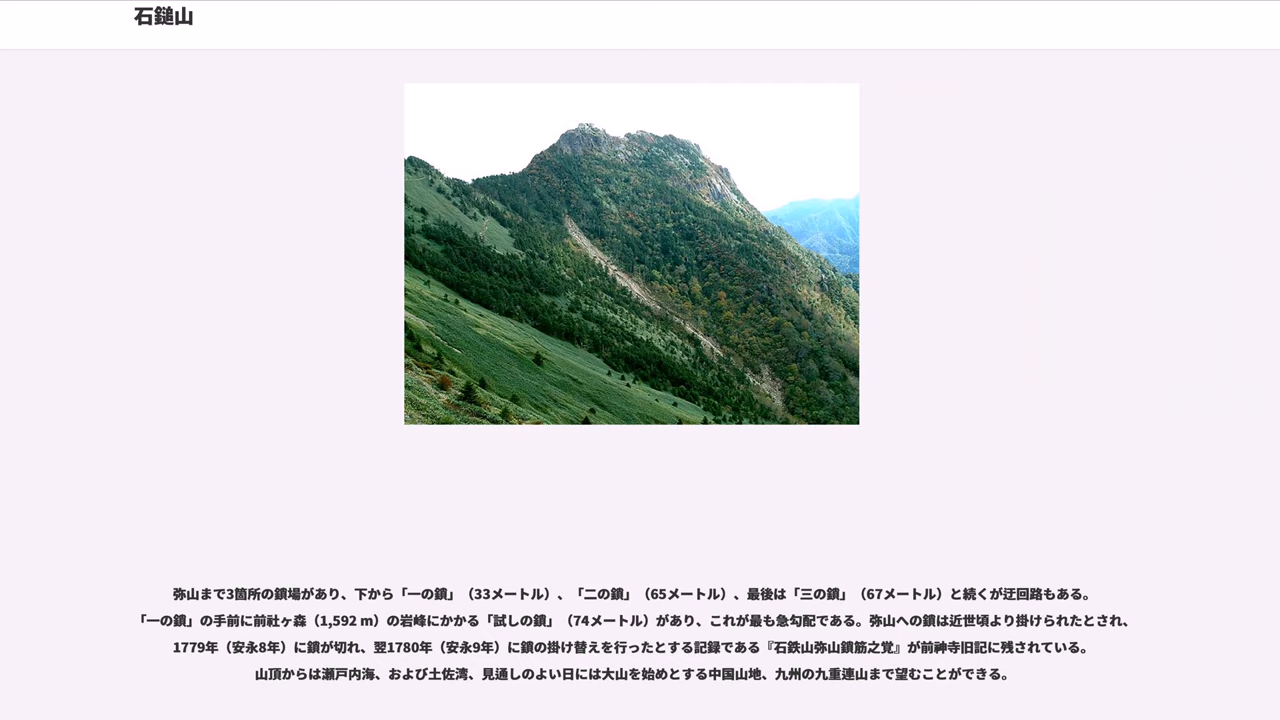 石鎚山
弥山まで3箇所の鎖場があり、下から「一の鎖」（33メートル）、「二の鎖」（65メートル）、最後は「三の鎖」（67メートル）と続くが迂回路もある。
「一の鎖」の手前に前社ヶ森（1,592 m）の岩峰にかかる「試しの鎖」（74メートル）があり、これが最も急勾配である。弥山への鎖は近世頃より掛けられたとされ、
1779年（安永8年）に鎖が切れ、翌1780年（安永9年）に鎖の掛け替えを行ったとする記録である『石鉄山弥山鎖筋之覚』が前神寺旧記に残されている。
山頂からは瀬戸内海、および土佐湾、見通しのよい日には大山を始めとする中国山地、九州の九重連山まで望むことができる。